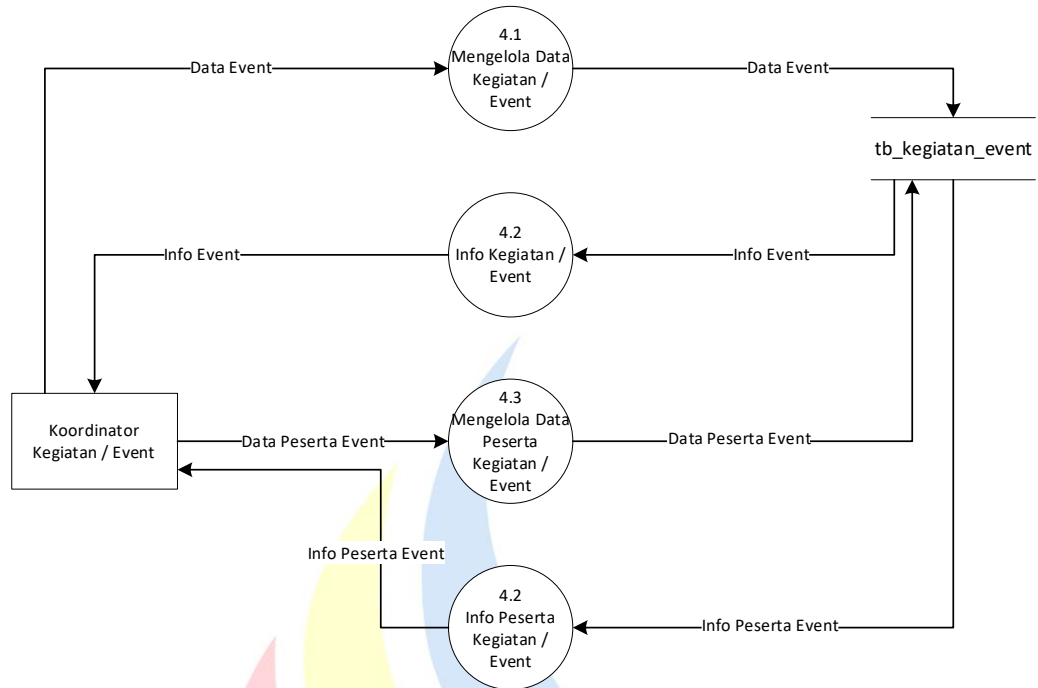 4.1
Mengelola Data
Kegiatan /
Event
Data Event
Data Event
tb_kegiatan_event
4.2
Info Kegiatan /
Event
Info Event
Info Event
Koordinator
Kegiatan / Event
4.3
Mengelola Data
Peserta
Kegiatan /
Event
Data Peserta Event
Data Peserta Event
Info Peserta Event
4.2
Info Peserta
Kegiatan /
Event
Info Peserta Event